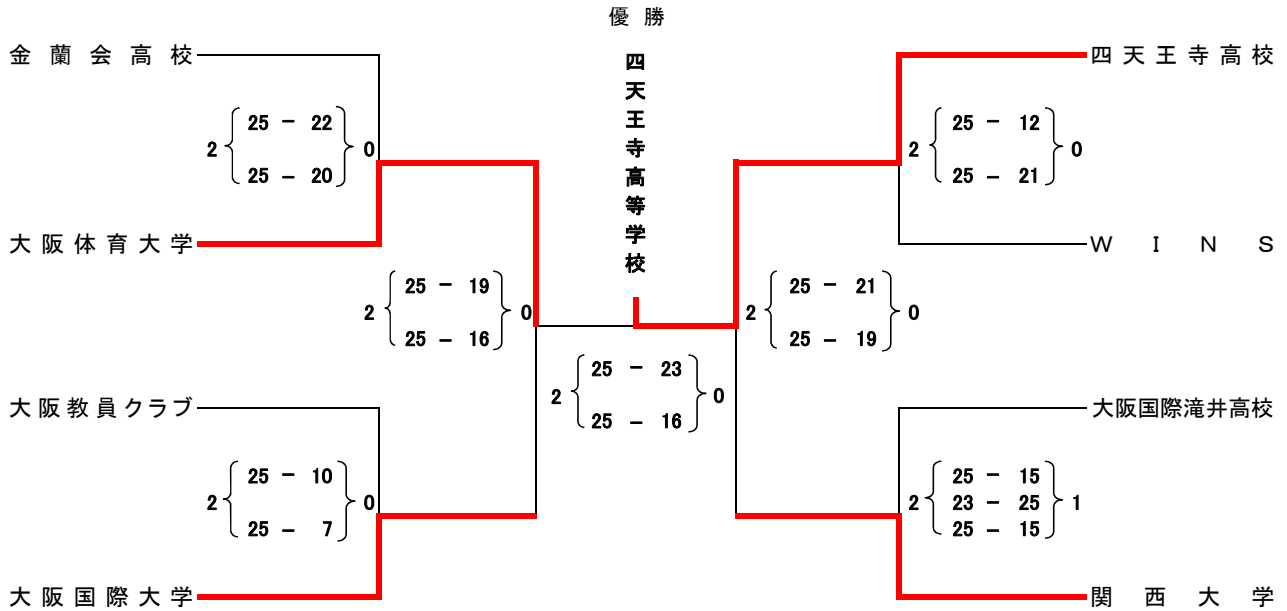 優勝
四天王寺高等学校
金蘭会高校
2 25 － 22 0
25 － 20
大阪体育大学
2 25 － 19 0
25 － 16
大阪教員クラブ
2 25 － 10 0
25 － 7
大阪国際大学
2 25 － 23 0
25 － 16
四天王寺高校
2 25 － 12 0
25 － 21
ＷＩＮＳ
2 25 － 21 0
25 － 19
大阪国際滝井高校
25 － 15
2 23 － 25 1
25 － 15
関西大学